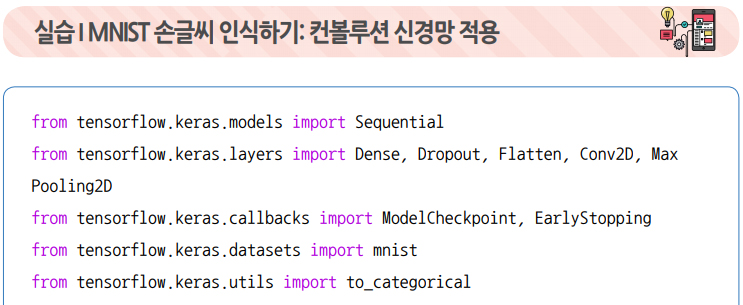 실습 I MNIST 손글씨 인식하기: 컨볼루션 신경망 적용
from tensorflow.keras.models import Sequential
from tensorflow.keras.layers import Dense, Dropout, Flatten, Conv2D, Max
Pooling2D
from tensorflow.keras.callbacks import ModelCheckpoint, EarlyStopping
from tensorflow.keras.datasets import mnist
from tensorflow.keras.utils import to_categorical